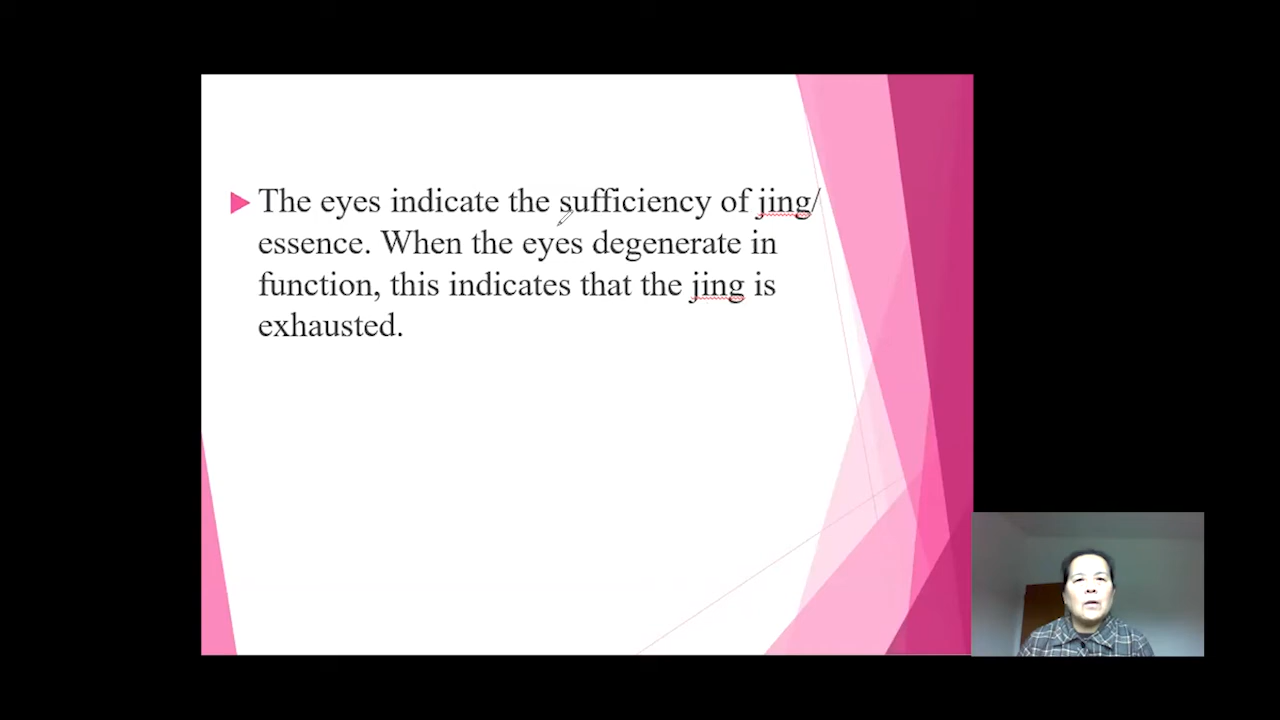 The eyes indicate the sufficiency of jing/
essence. When the eyes degenerate in
function, this indicates that the jing is
exhausted.